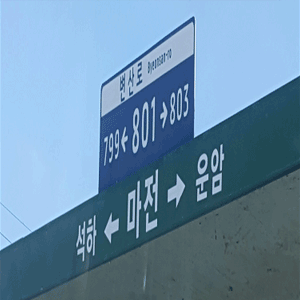 변산로
Byeonsan-ro
799 ← 801 → 803
석하 ← 마전 → 운암